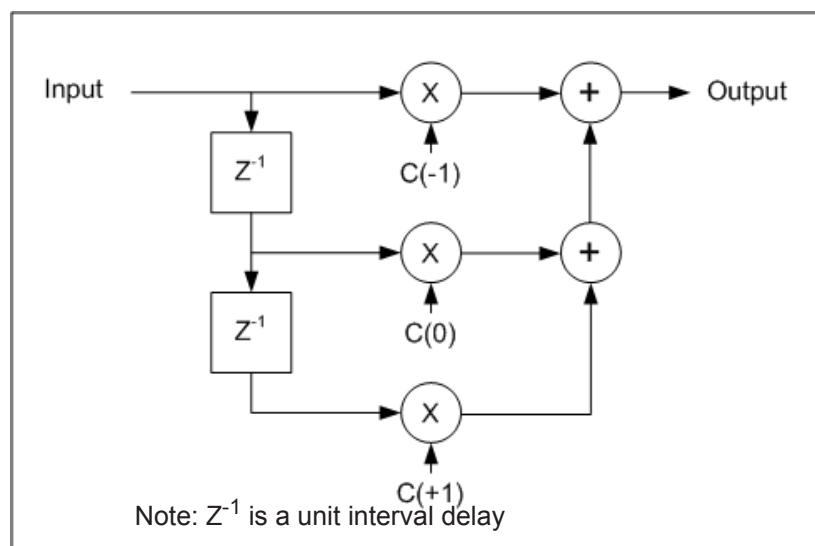 Input
X
+
Output
Z⁻¹
C(-1)
X
+
Z⁻¹
C(0)
X
C(+1)
Note: Z⁻¹ is a unit interval delay